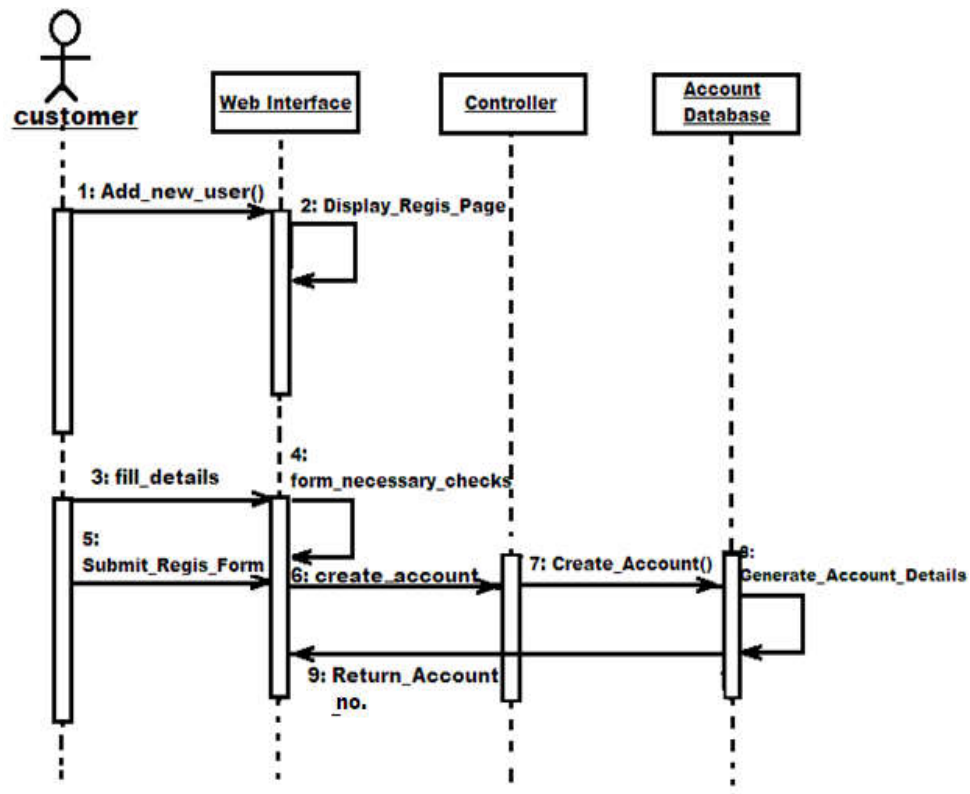 customer
Web Interface
Controller
Account
Database
1: Add_new_user()
2: Display_Regis_Page
3: fill_details
4:
form_necessary_checks
5:
Submit_Regis_Form
6: create_account
7: Create_Account()
8:
Generate_Account_Details
9: Return_Account
_no.